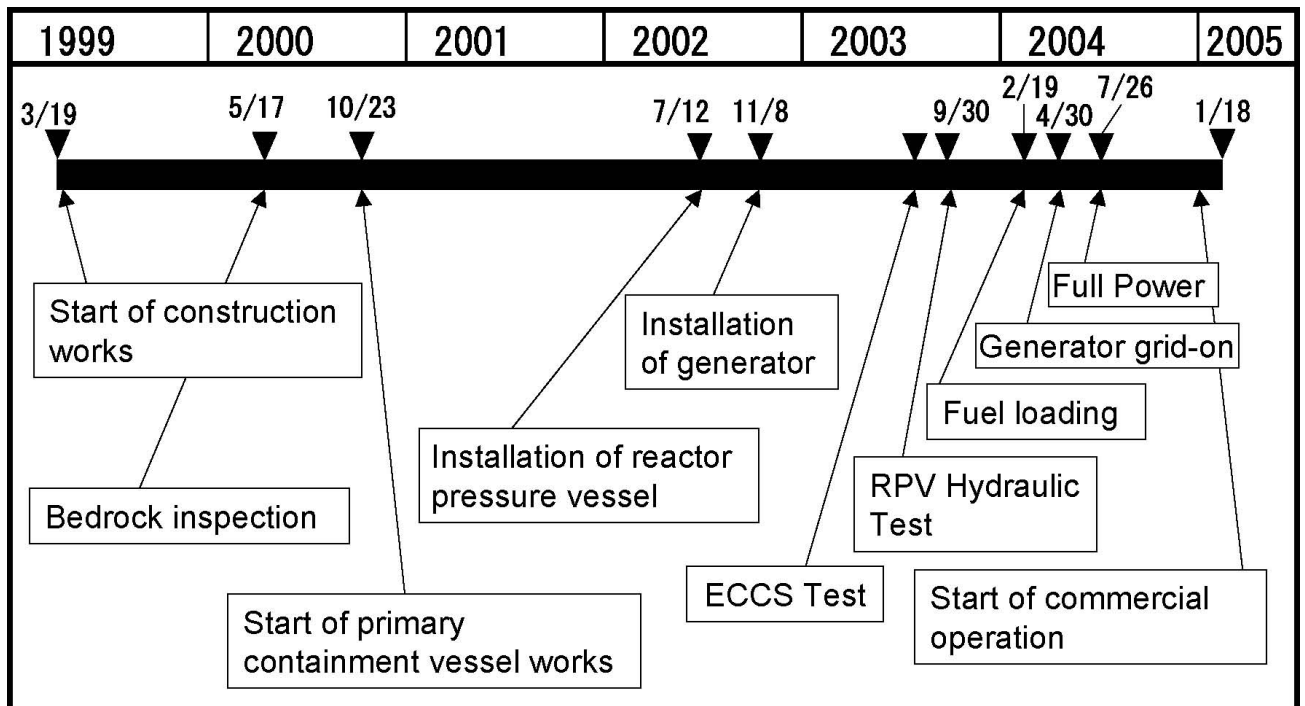 1999 2000 2001 2002 2003 2004 2005
3/19 5/17 10/23 7/12 11/8 9/30 2/19 4/30 7/26 1/18
Start of construction
works
Bedrock inspection
Start of primary
containment vessel works
Installation of reactor
pressure vessel
Installation
of generator
ECCS Test
RPV Hydraulic
Test
Fuel loading
Generator grid-on
Full Power
Start of commercial
operation